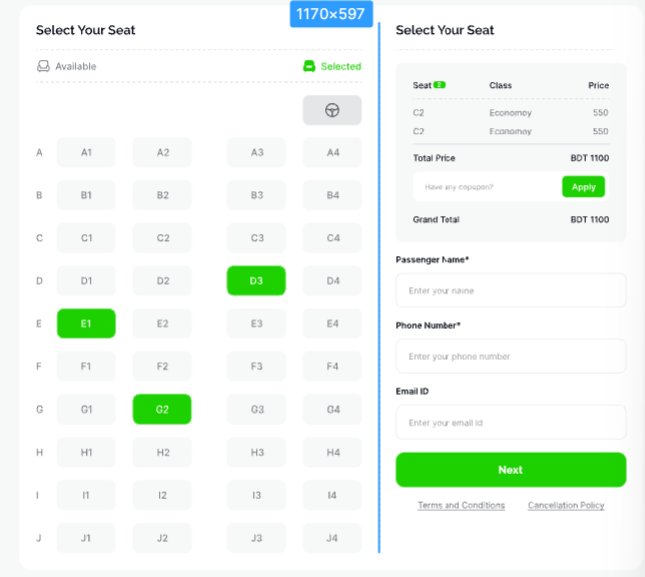 1170×597
Select Your Seat
Available Selected
A A1 A2 A3 A4
B B1 B2 B3 B4
C C1 C2 C3 C4
D D1 D2 D3 D4
E E1 E2 E3 E4
F F1 F2 F3 F4
G G1 G2 G3 G4
H H1 H2 H3 H4
I I1 I2 I3 I4
J J1 J2 J3 J4
Select Your Seat
Seat 2 Class Price
C2 Economoy 550
C2 Economoy 550
Total Price BDT 1100
Have any copupon? Apply
Grand Total BDT 1100
Passenger Name*
Enter your name
Phone Number*
Enter your phone number
Email ID
Enter your email id
Next
Terms and Conditions Cancellation Policy